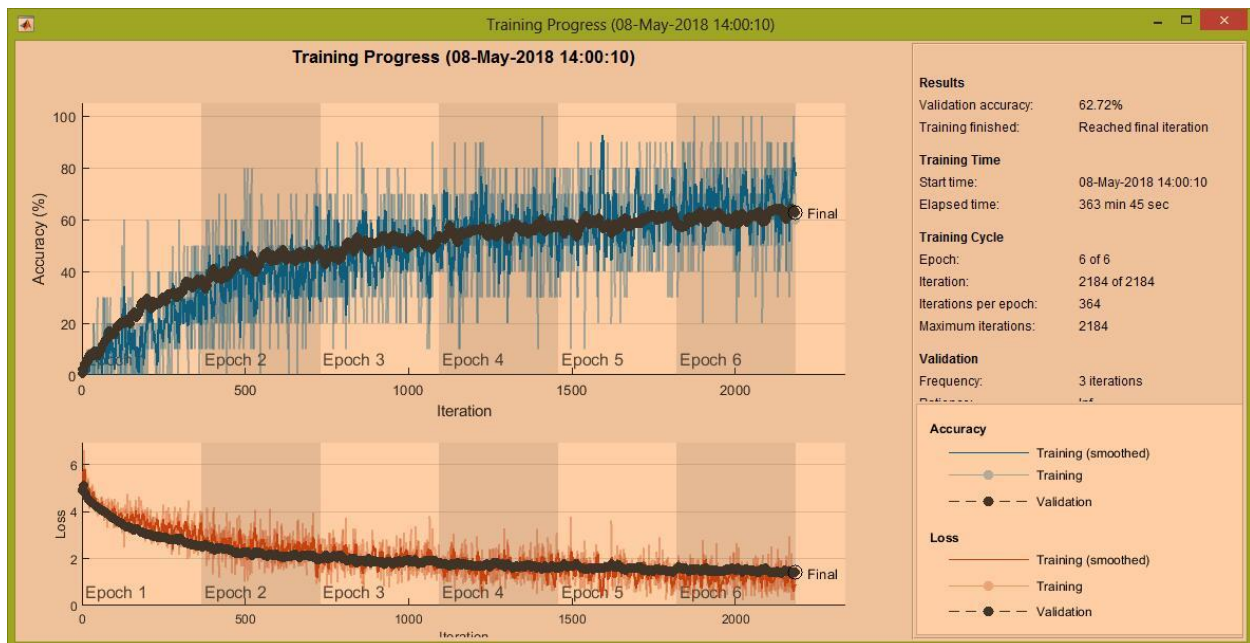 Training Progress (08-May-2018 14:00:10)
Training Progress (08-May-2018 14:00:10)
Accuracy (%)
100
80
60
40
20
0
Final
Epoch 2
Epoch 3
Epoch 4
Epoch 5
Epoch 6
0 500 1000 1500 2000
Iteration
Loss
6
4
2
0
Final
Epoch 1
Epoch 2
Epoch 3
Epoch 4
Epoch 5
Epoch 6
0 500 1000 1500 2000
Iteration
Results
Validation accuracy: 62.72%
Training finished: Reached final iteration
Training Time
Start time: 08-May-2018 14:00:10
Elapsed time: 363 min 45 sec
Training Cycle
Epoch: 6 of 6
Iteration: 2184 of 2184
Iterations per epoch: 364
Maximum iterations: 2184
Validation
Frequency: 3 iterations
Patience: Inf
Accuracy
Training (smoothed)
Training
Validation
Loss
Training (smoothed)
Training
Validation